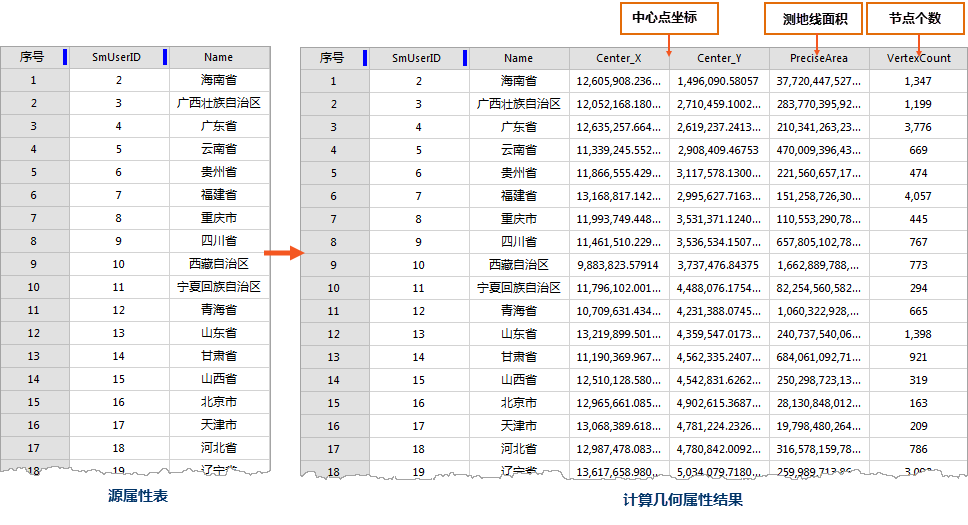 中心点坐标 测地线面积 节点个数
序号 SmUserID Name
1 2 海南省
2 3 广西壮族自治区
3 4 广东省
4 5 云南省
5 6 贵州省
6 7 福建省
7 8 重庆市
8 9 四川省
9 10 西藏自治区
10 11 宁夏回族自治区
11 12 青海省
12 13 山东省
13 14 甘肃省
14 15 山西省
15 16 北京市
16 17 天津市
17 18 河北省
18 19 辽宁省
源属性表
序号 SmUserID Name Center_X Center_Y PreciseArea VertexCount
1 2 海南省 12,605,908.236... 1,496,090.58057 37,720,447,527... 1,347
2 3 广西壮族自治区 12,052,168.180... 2,710,459.1002... 283,770,395,92... 1,199
3 4 广东省 12,635,257.664... 2,619,237.2413... 210,341,263,23... 3,776
4 5 云南省 11,339,245.552... 2,908,409.46753 470,009,396,43... 669
5 6 贵州省 11,866,555.429... 3,117,578.1300... 221,560,657,17... 474
6 7 福建省 13,168,817.142... 2,995,627.7163... 151,258,726,30... 4,057
7 8 重庆市 11,993,749.448... 3,531,371.1240... 110,553,290,78... 445
8 9 四川省 11,461,510.229... 3,536,534.1507... 657,805,102,78... 767
9 10 西藏自治区 9,883,823.57914 3,737,476.84375 1,662,889,788,... 773
10 11 宁夏回族自治区 11,796,102.001... 4,488,076.1754... 82,254,560,582... 294
11 12 青海省 10,709,631.434... 4,231,388.0745... 1,060,322,928,... 665
12 13 山东省 13,219,899.501... 4,359,547.0173... 240,737,540,06... 1,398
13 14 甘肃省 11,190,369.967... 4,562,335.2407... 684,061,092,71... 921
14 15 山西省 12,510,128.580... 4,542,831.6262... 250,298,723,13... 319
15 16 北京市 12,965,661.085... 4,902,615.3687... 28,130,848,012... 163
16 17 天津市 13,068,389.618... 4,781,224.2326... 19,798,480,264... 209
17 18 河北省 12,987,478.083... 4,780,842.0092... 316,578,159,78... 786
18 19 辽宁省 13,617,658.980... 5,034,079.7180...
计算几何属性结果